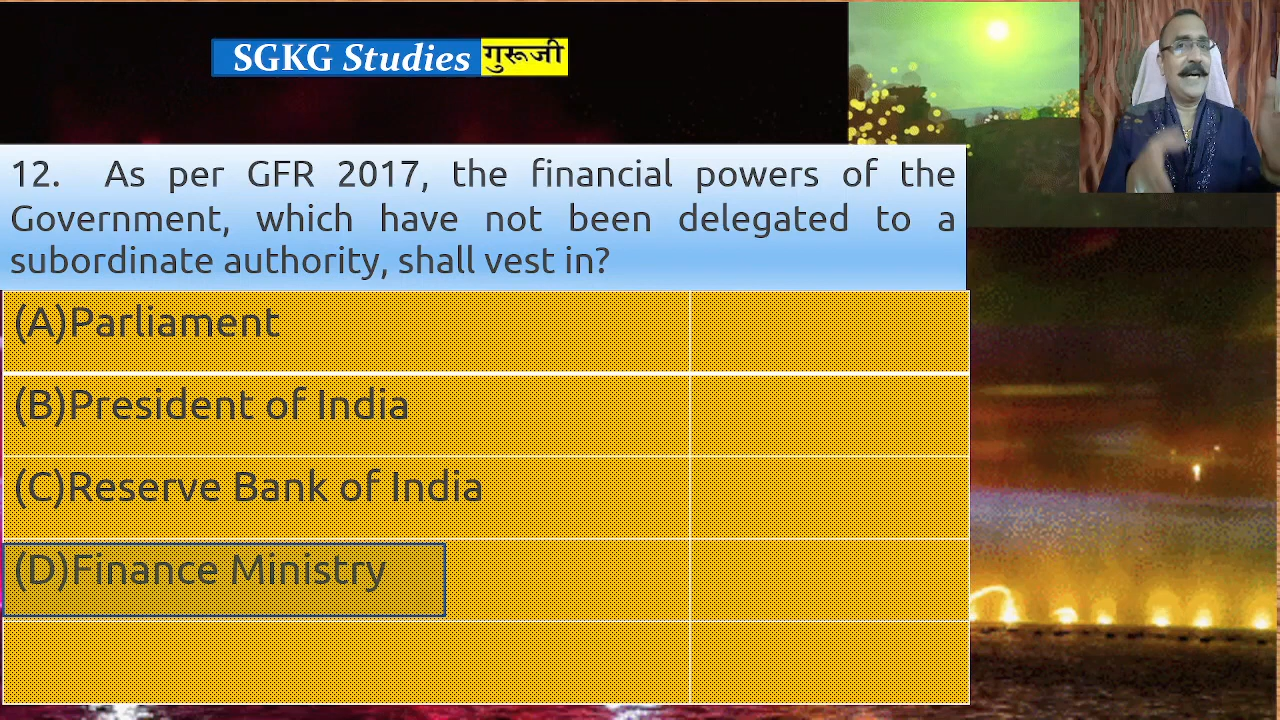 SGKG Studies गुरूजी
12. As per GFR 2017, the financial powers of the
Government, which have not been delegated to a
subordinate authority, shall vest in?
(A)Parliament
(B)President of India
(C)Reserve Bank of India
(D)Finance Ministry